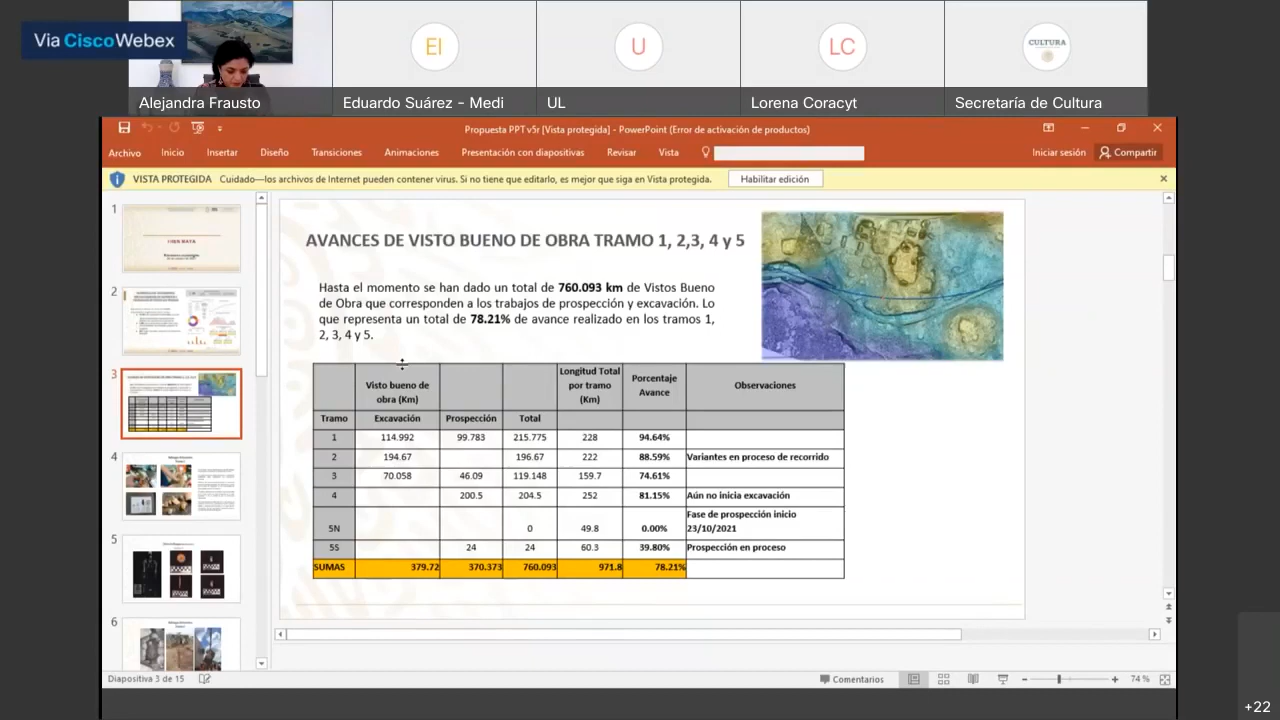 Via Cisco Webex
EI
U
LC
CULTURA
Alejandra Frausto
Eduardo Suárez - Medi
UL
Lorena Coracyt
Secretaría de Cultura
Propuesta PPT v5r [Vista protegida] - PowerPoint (Error de activación de productos)
Archivo Inicio Insertar Diseño Transiciones Animaciones Presentación con diapositivas Revisar Vista Iniciar sesión Compartir
VISTA PROTEGIDA Cuidado—los archivos de Internet pueden contener virus. Si no tiene que editarlo, es mejor que siga en Vista protegida. Habilitar edición
1
2
3
4
5
6
AVANCES DE VISTO BUENO DE OBRA TRAMO 1, 2,3, 4 y 5
Hasta el momento se han dado un total de 760.093 km de Vistos Bueno
de Obra que corresponden a los trabajos de prospección y excavación. Lo
que representa un total de 78.21% de avance realizado en los tramos 1,
2, 3, 4 y 5.
Visto bueno de
obra (Km)
Longitud Total
por tramo
(Km)
Porcentaje
Avance
Observaciones
Tramo Excavación Prospección Total
1 114.992 99.783 215.775 228 94.64%
2 194.67 196.67 222 88.59% Variantes en proceso de recorrido
3 70.058 46.09 119.148 159.7 74.61%
4 200.5 204.5 252 81.15% Aún no inicia excavación
5N 0 49.8 0.00% Fase de prospección inicio
23/10/2021
5S 24 24 60.3 39.80% Prospección en proceso
SUMAS 379.72 370.373 760.093 971.8 78.21%
Diapositiva 3 de 15
Comentarios
74 %
+22